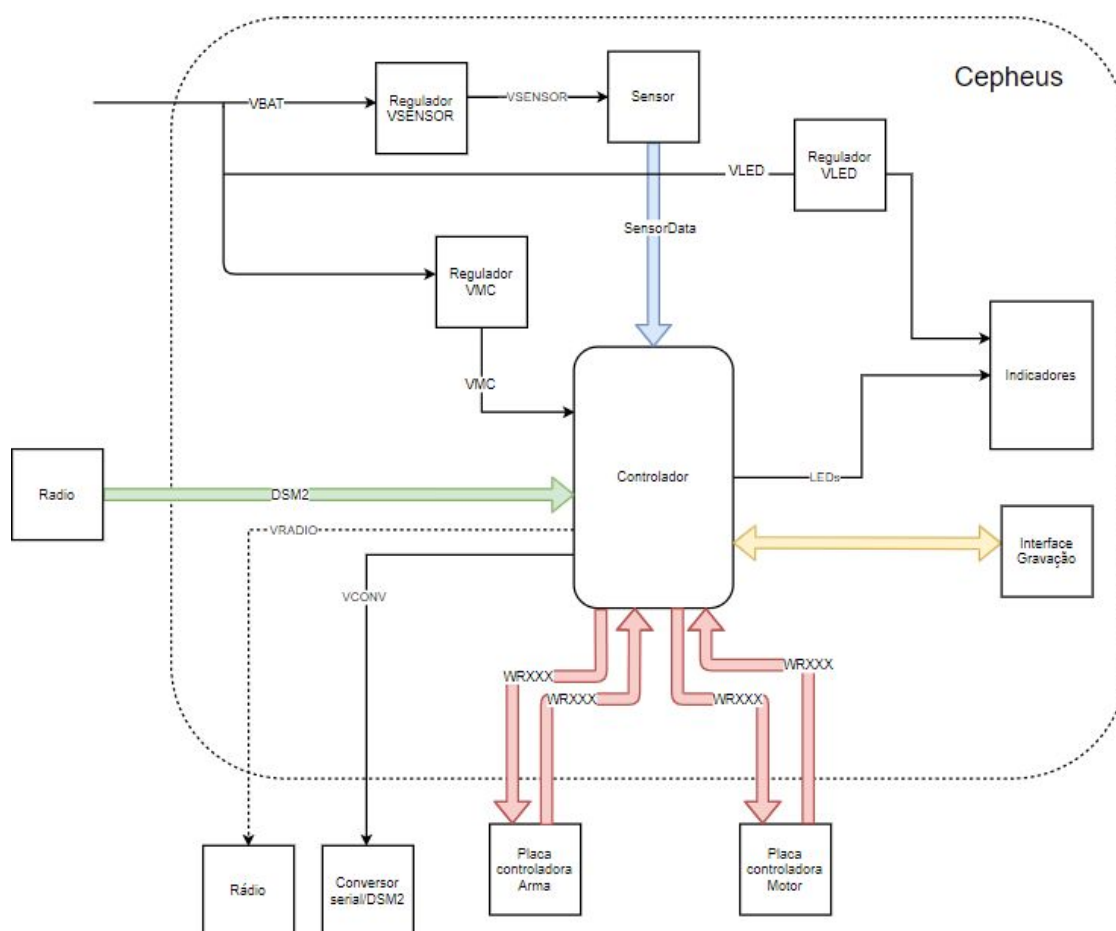 Cepheus
VBAT
Regulador
VSENSOR
VSENSOR
Sensor
VLED
Regulador
VLED
SensorData
Regulador
VMC
VMC
Indicadores
Controlador
LEDs
Radio
DSM2
VRADIO
Interface
Gravação
VCONV
WRXXX
WRXXX
WRXXX
WRXXX
Rádio
Conversor
serial/DSM2
Placa
controladora
Arma
Placa
controladora
Motor